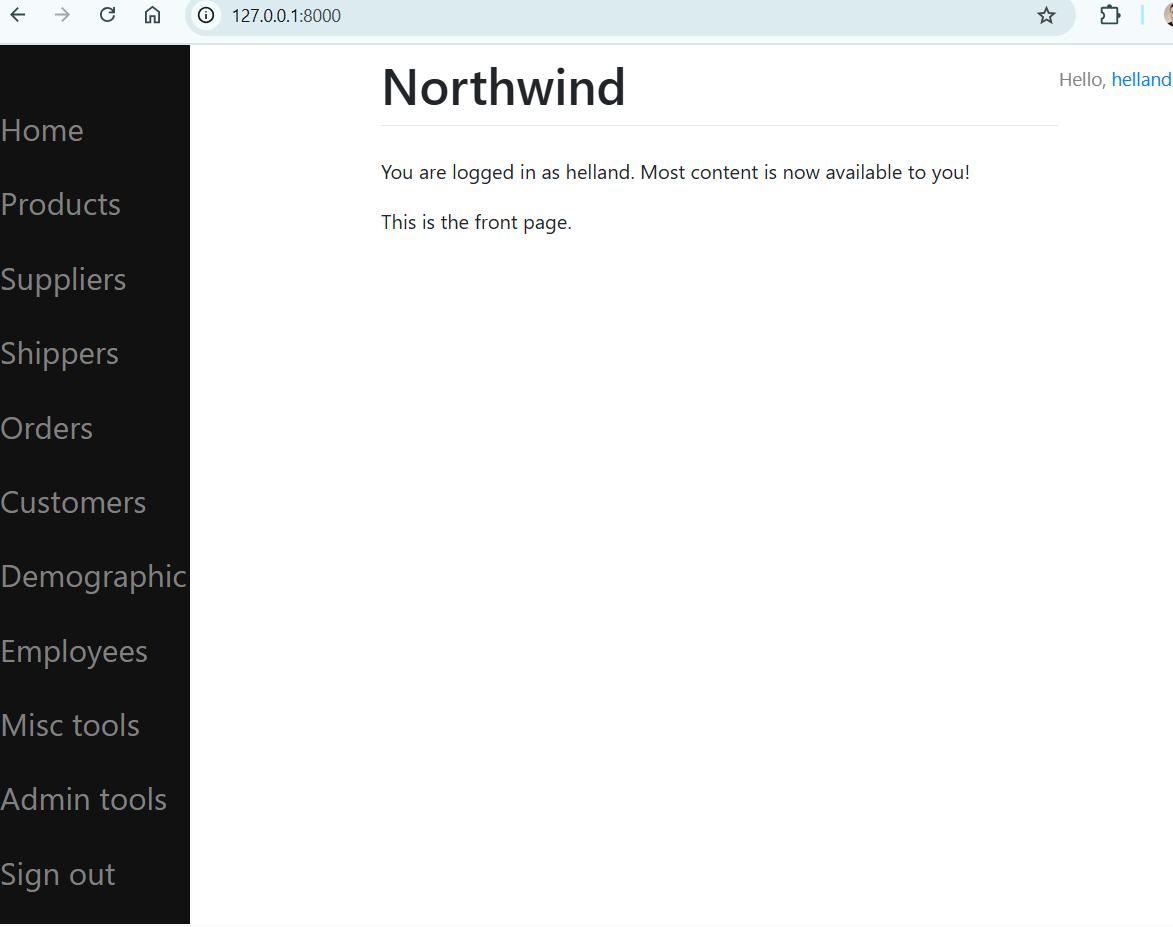 127.0.0.1:8000
Home
Products
Suppliers
Shippers
Orders
Customers
Demographic
Employees
Misc tools
Admin tools
Sign out
Northwind
Hello, helland
You are logged in as helland. Most content is now available to you!
This is the front page.